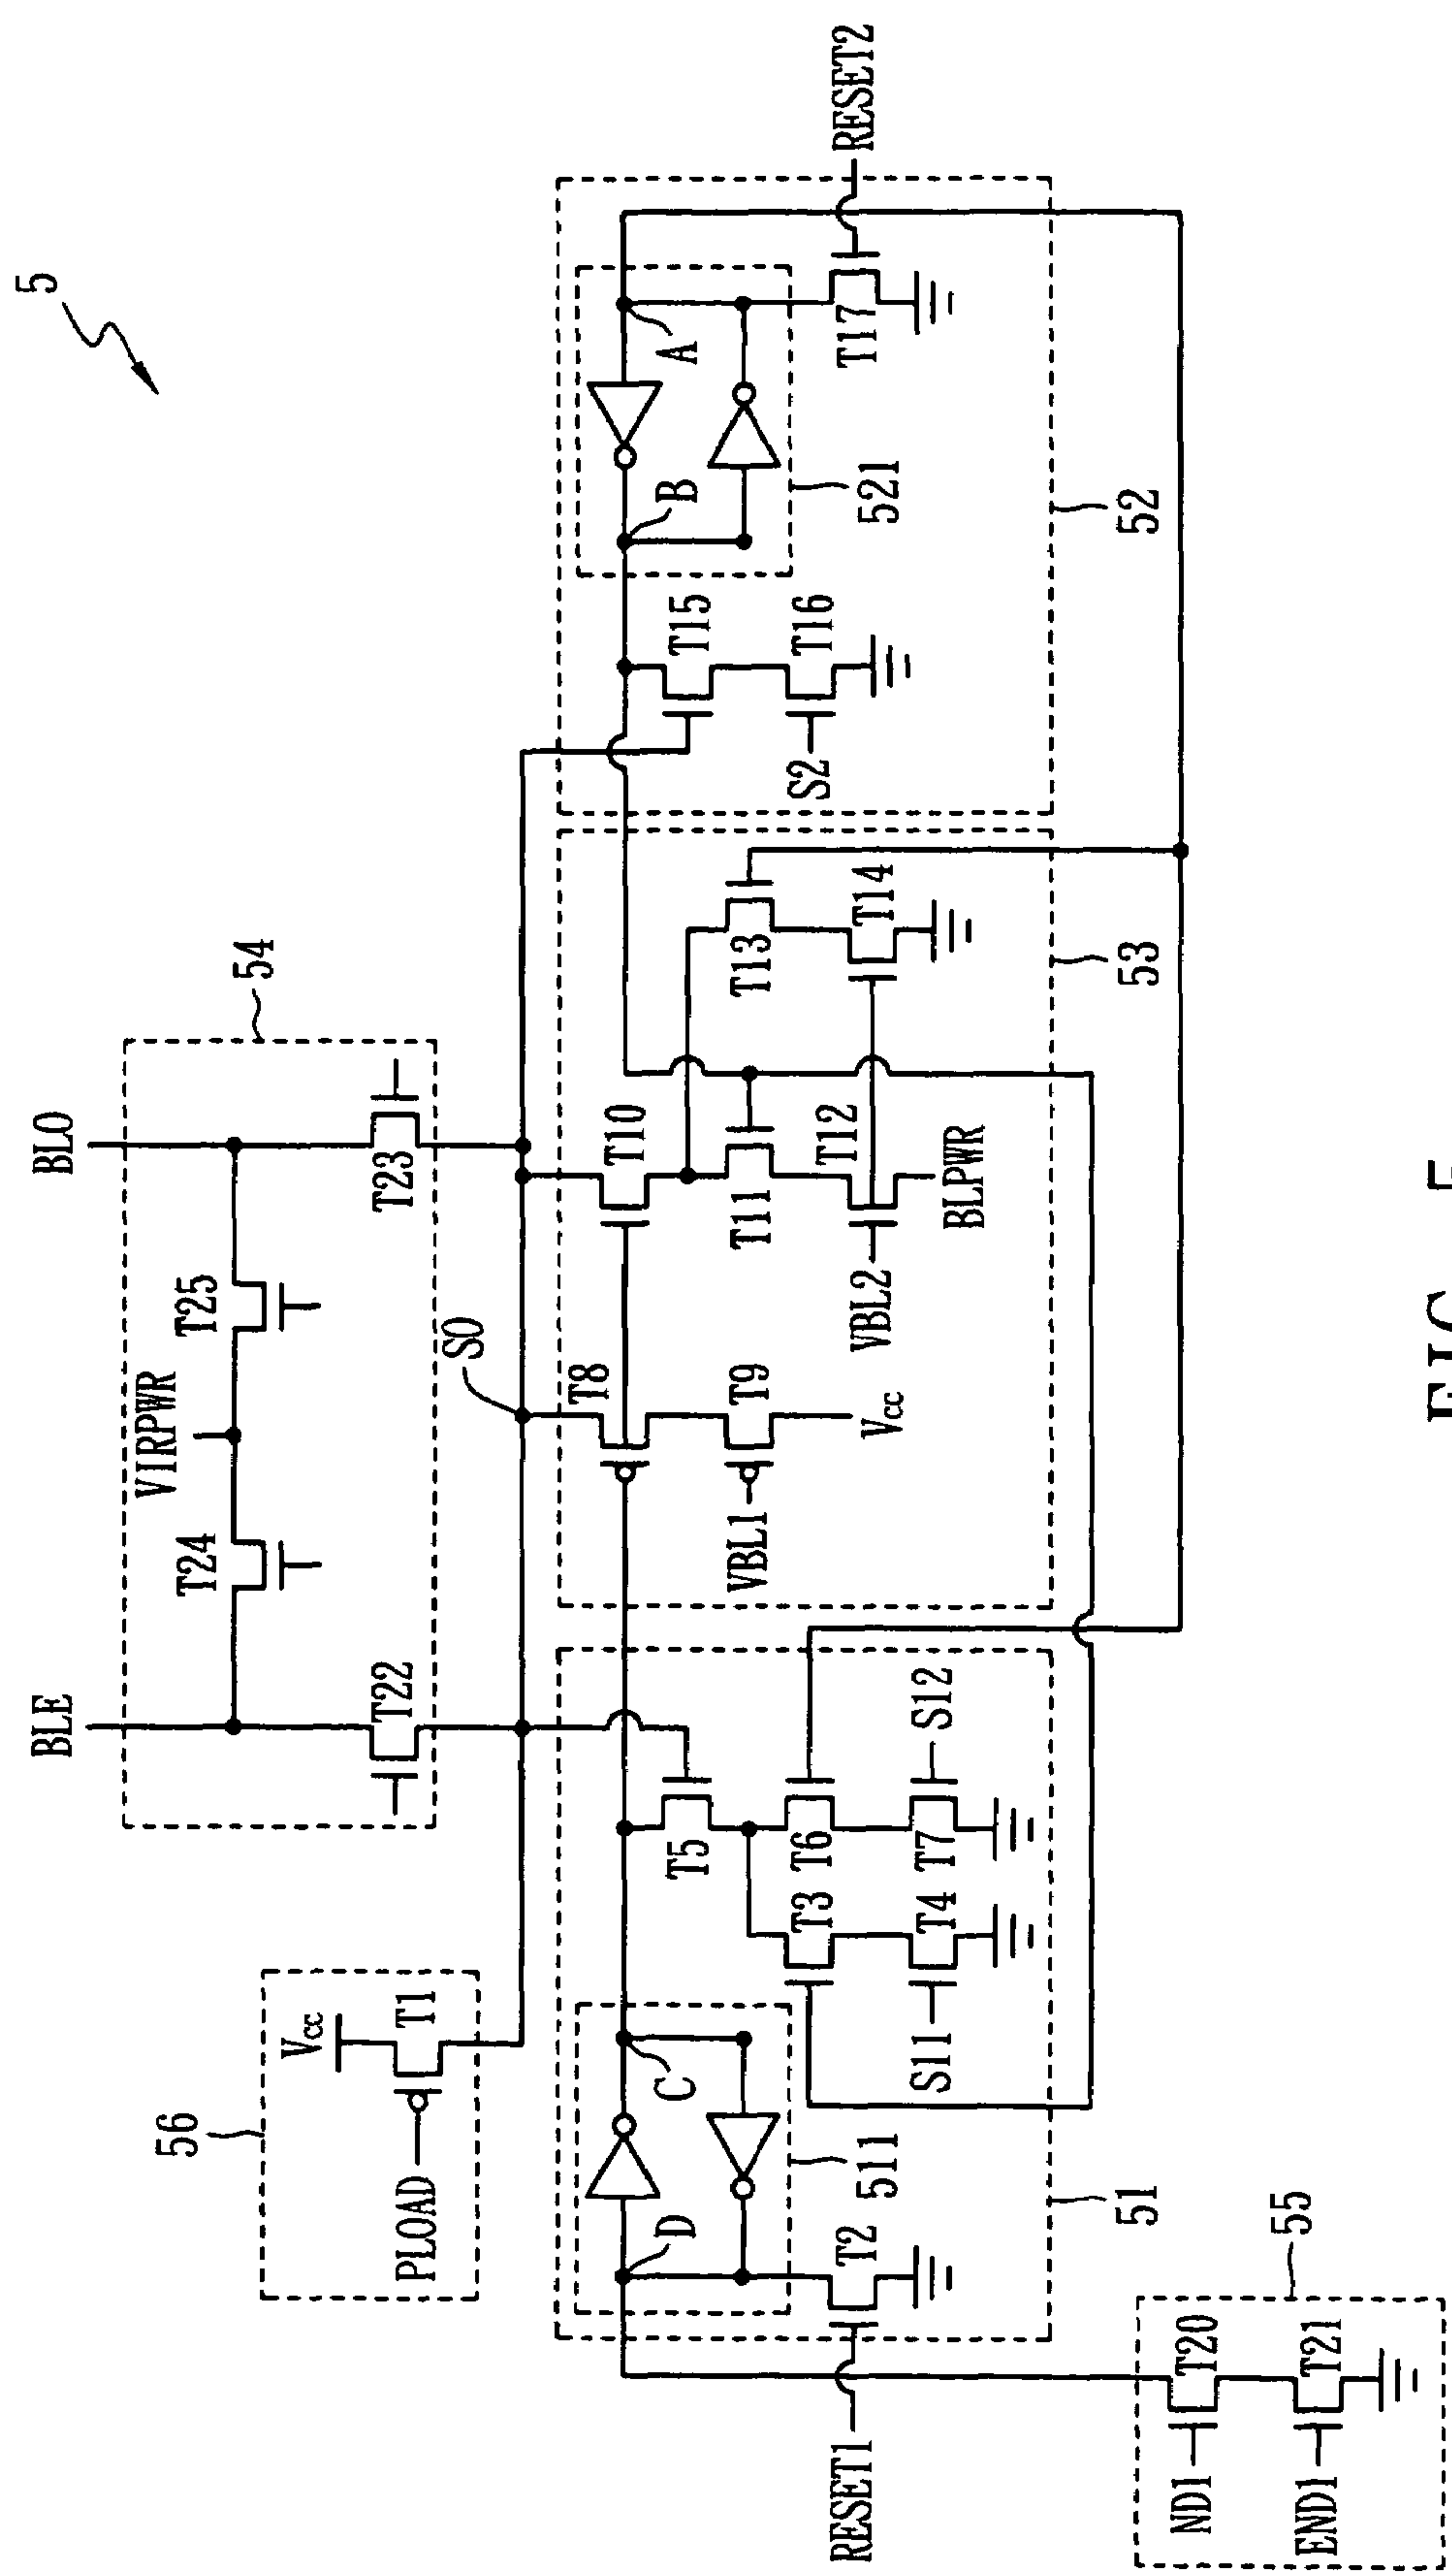 5
54
BLE
VIRPWR
BLO
T24
T25
T22
T23
56
Vcc
PLOAD
T1
SO
D
C
511
T2
RESET1
T5
T3
T6
T4
T7
S11
S12
51
T8
T9
VBL1
Vcc
T10
T11
T12
VBL2
BLPWR
T13
T14
53
T15
T16
S2
B
A
521
T17
RESET2
52
55
ND1
T20
END1
T21